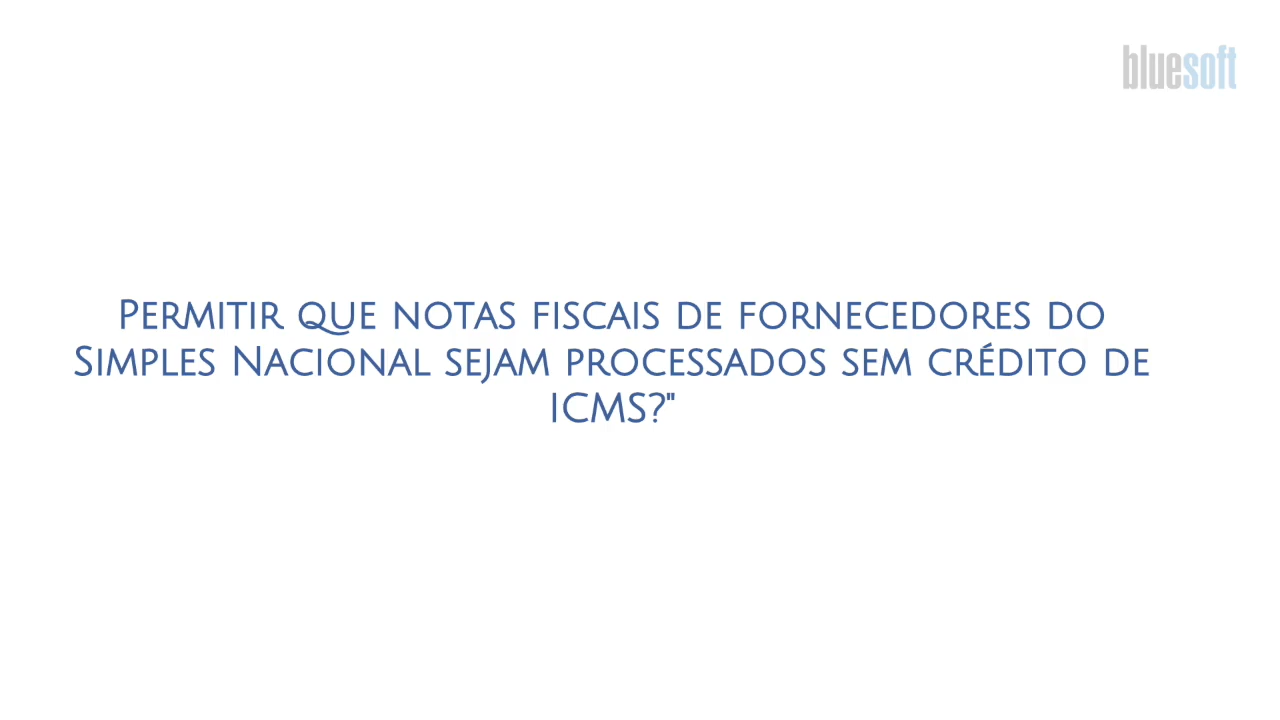 bluesoft
Permitir que notas fiscais de fornecedores do
Simples Nacional sejam processados sem crédito de
ICMS?"